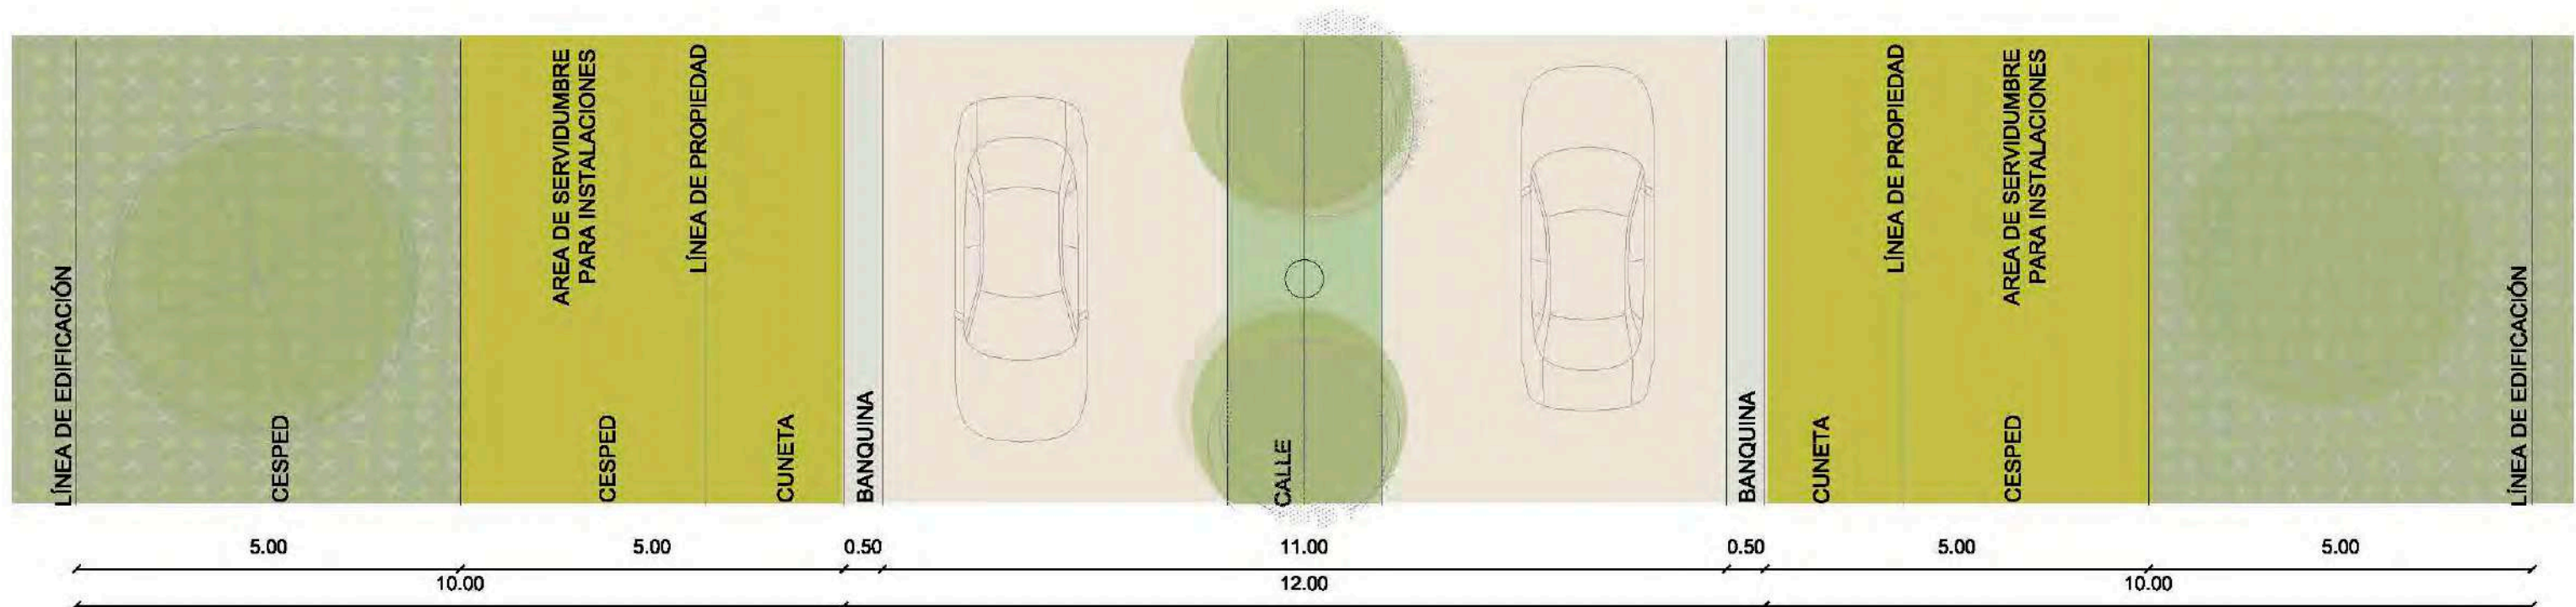 LÍNEA DE EDIFICACIÓN
CESPED
AREA DE SERVIDUMBRE
PARA INSTALACIONES
CESPED
LÍNEA DE PROPIEDAD
CUNETA
BANQUINA
CALLE
BANQUINA
CUNETA
LÍNEA DE PROPIEDAD
AREA DE SERVIDUMBRE
PARA INSTALACIONES
CESPED
LÍNEA DE EDIFICACIÓN
5.00
5.00
0.50
11.00
0.50
5.00
5.00
10.00
12.00
10.00